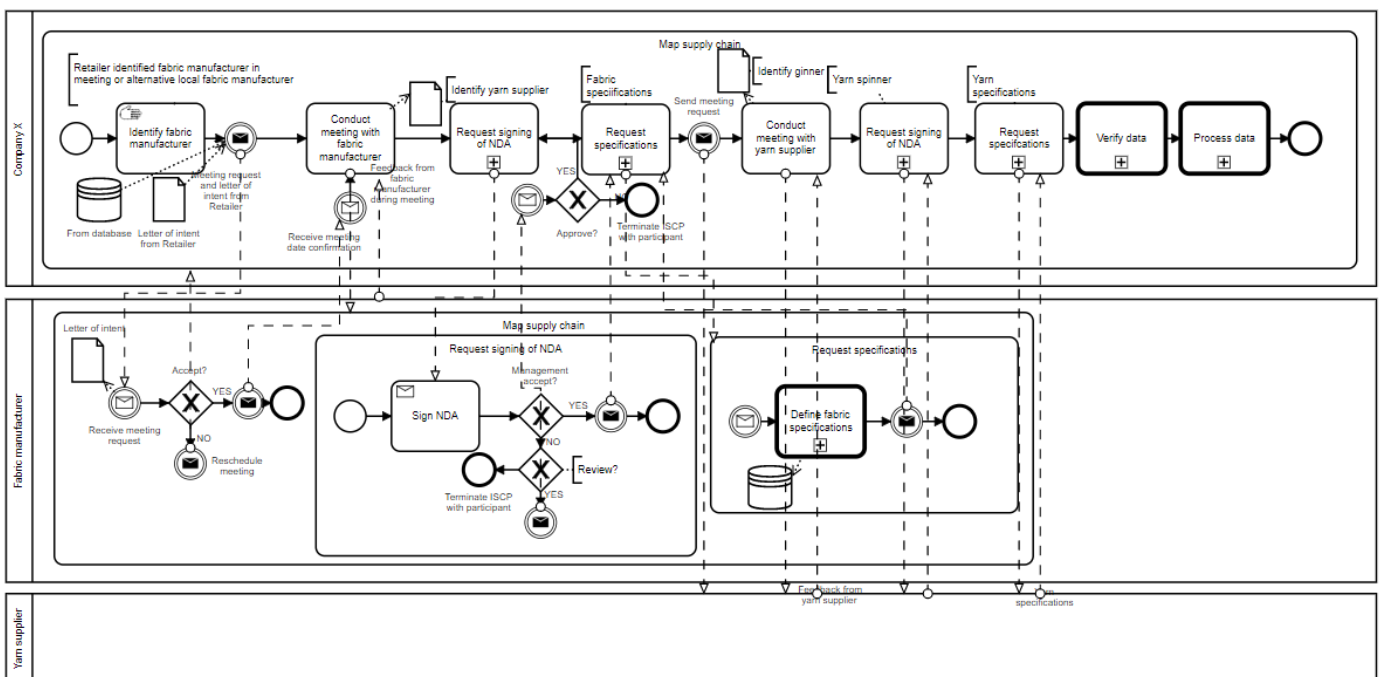 Company X
Map supply chain
Retailer identified fabric manufacturer in
meeting or alternative local fabric manufacturer
Identify fabric
manufacturer
From database
Letter of intent
from Retailer
Meeting request
and letter of
intent from
Retailer
Conduct
meeting with
fabric
manufacturer
Receive meeting
date confirmation
Feedback from
fabric
manufacturer
during meeting
Identify yarn supplier
Request signing
of NDA
Fabric
speciifications
Request
specifcations
YES
Approve?
NO
Terminate ISCP
with participant
Send meeting
request
Identify ginner
Conduct
meeting with
yarn supplier
Yarn spinner
Request signing
of NDA
Yarn
specifications
Request
specifcations
Verify data
Process data
Fabric manufacturer
Map supply chain
Letter of intent
Receive meeting
request
Accept?
YES
NO
Reschedule
meeting
Request signing of NDA
Sign NDA
Management
accept?
YES
NO
Review?
Terminate ISCP
with participant
YES
Request specifications
Define fabric
specifications
Yarn supplier
Feedback from
yarn supplier
specifications